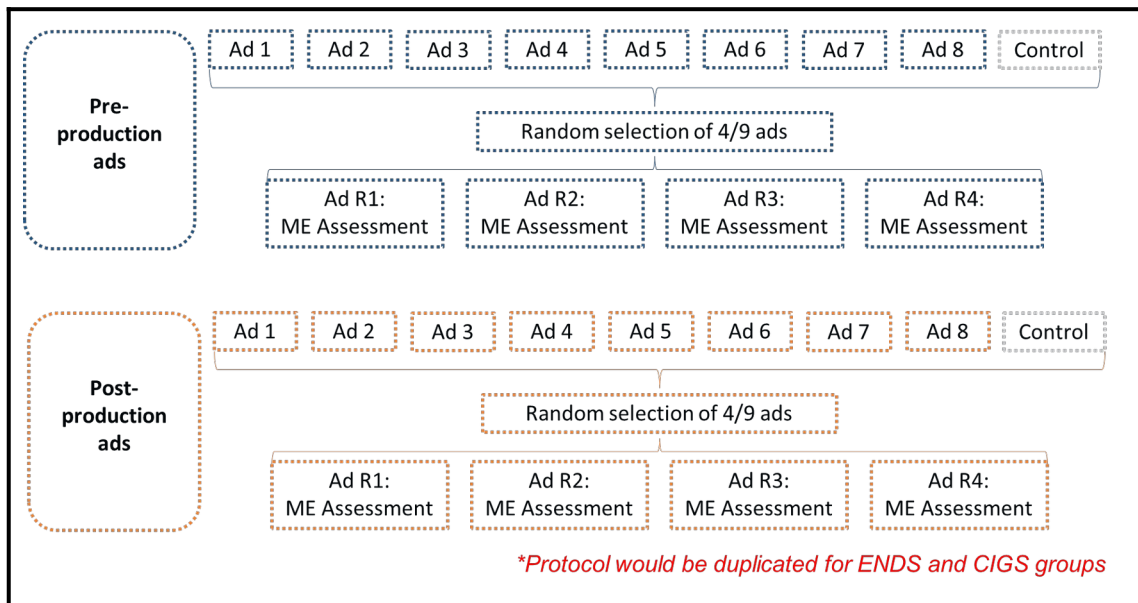 Ad 1 Ad 2 Ad 3 Ad 4 Ad 5 Ad 6 Ad 7 Ad 8 Control
Pre-
production
ads
Random selection of 4/9 ads
Ad R1: Ad R2: Ad R3: Ad R4:
ME Assessment ME Assessment ME Assessment ME Assessment
Ad 1 Ad 2 Ad 3 Ad 4 Ad 5 Ad 6 Ad 7 Ad 8 Control
Post-
production
ads
Random selection of 4/9 ads
Ad R1: Ad R2: Ad R3: Ad R4:
ME Assessment ME Assessment ME Assessment ME Assessment
*Protocol would be duplicated for ENDS and CIGS groups